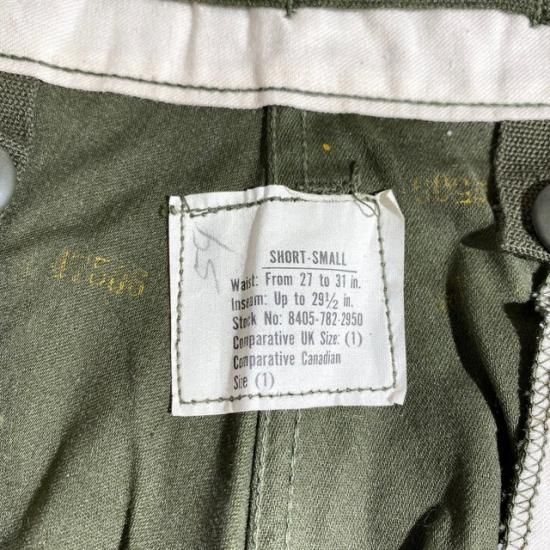 SHORT-SMALL
Waist: From 27 to 31 in.
Inseam: Up to 29½ in.
Stock No: 8405-782-2950
Comparative UK Size: (1)
Comparative Canadian
Size (1)
54